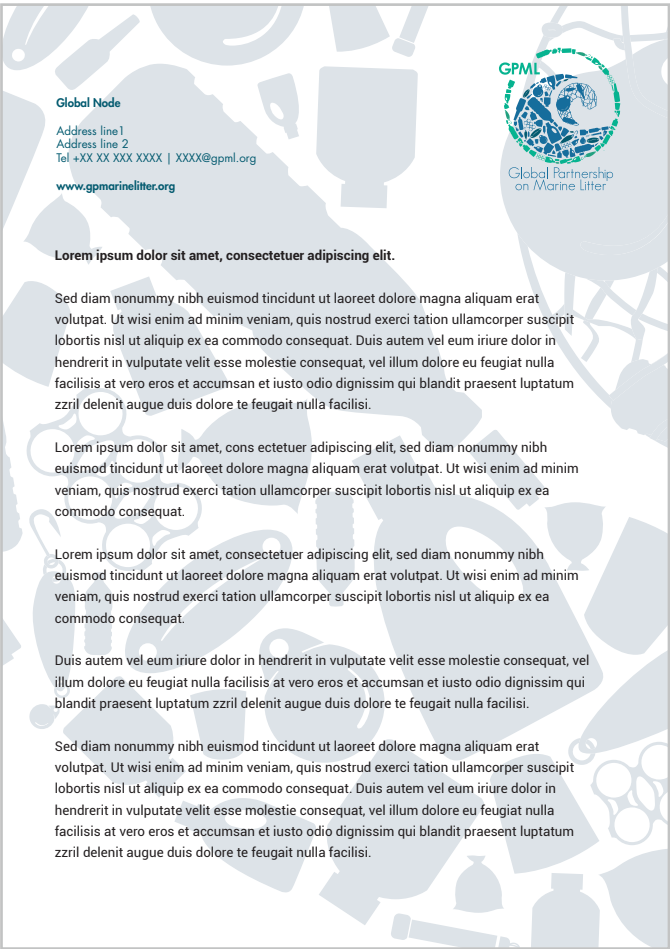 GPML
Global Node
Address line1
Address line 2
Tel +XX XX XXX XXXX | XXXX@gpml.org
www.gpmarinelitter.org
Global Partnership
on Marine Litter
Lorem ipsum dolor sit amet, consectetuer adipiscing elit.
Sed diam nonummy nibh euismod tincidunt ut laoreet dolore magna aliquam erat
volutpat. Ut wisi enim ad minim veniam, quis nostrud exerci tation ullamcorper suscipit
lobortis nisl ut aliquip ex ea commodo consequat. Duis autem vel eum iriure dolor in
hendrerit in vulputate velit esse molestie consequat, vel illum dolore eu feugiat nulla
facilisis at vero eros et accumsan et iusto odio dignissim qui blandit praesent luptatum
zzril delenit augue duis dolore te feugait nulla facilisi.
Lorem ipsum dolor sit amet, cons ectetuer adipiscing elit, sed diam nonummy nibh
euismod tincidunt ut laoreet dolore magna aliquam erat volutpat. Ut wisi enim ad minim
veniam, quis nostrud exerci tation ullamcorper suscipit lobortis nisl ut aliquip ex ea
commodo consequat.
Lorem ipsum dolor sit amet, consectetuer adipiscing elit, sed diam nonummy nibh
euismod tincidunt ut laoreet dolore magna aliquam erat volutpat. Ut wisi enim ad minim
veniam, quis nostrud exerci tation ullamcorper suscipit lobortis nisl ut aliquip ex ea
commodo consequat.
Duis autem vel eum iriure dolor in hendrerit in vulputate velit esse molestie consequat, vel
illum dolore eu feugiat nulla facilisis at vero eros et accumsan et iusto odio dignissim qui
blandit praesent luptatum zzril delenit augue duis dolore te feugait nulla facilisi.
Sed diam nonummy nibh euismod tincidunt ut laoreet dolore magna aliquam erat
volutpat. Ut wisi enim ad minim veniam, quis nostrud exerci tation ullamcorper suscipit
lobortis nisl ut aliquip ex ea commodo consequat. Duis autem vel eum iriure dolor in
hendrerit in vulputate velit esse molestie consequat, vel illum dolore eu feugiat nulla
facilisis at vero eros et accumsan et iusto odio dignissim qui blandit praesent luptatum
zzril delenit augue duis dolore te feugait nulla facilisi.